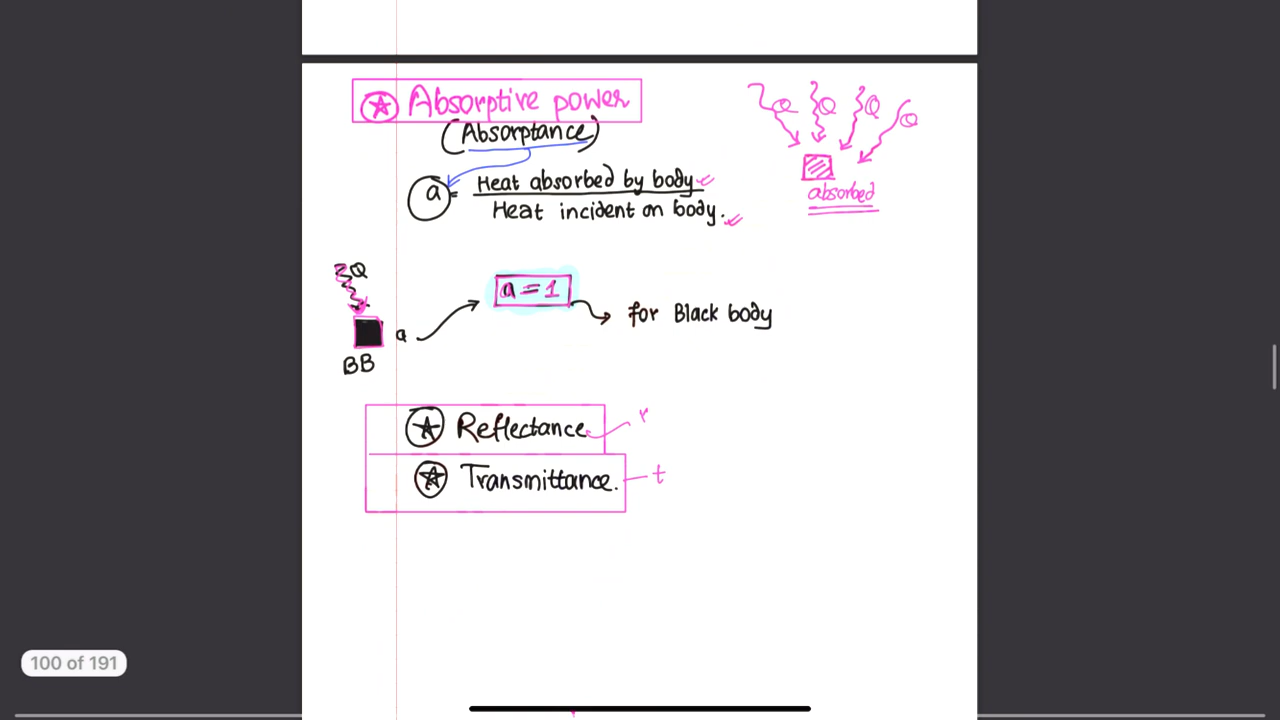 Absorptive power
(Absorptance)
a = Heat absorbed by body
Heat incident on body.
Q Q Q Q
absorbed
Q
a
BB
a = 1
for Black body
Reflectance r
Transmittance. t
100 of 191